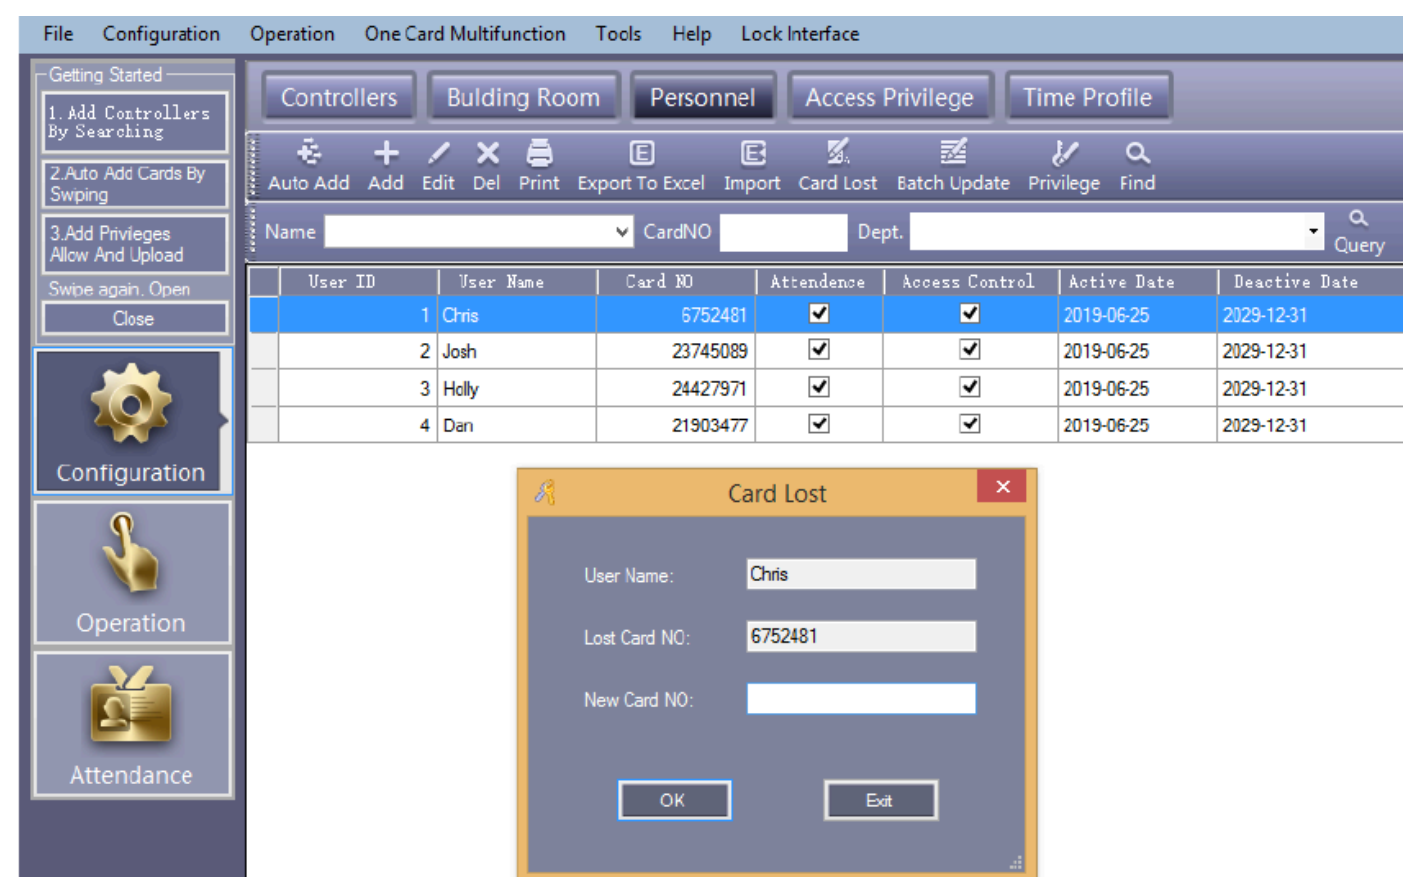 File Configuration Operation One Card Multifunction Tools Help Lock Interface
Getting Started
1. Add Controllers
By Searching
2.Auto Add Cards By
Swiping
3.Add Privieges
Allow And Upload
Swipe again. Open
Close
Configuration
Operation
Attendance
Controllers Bulding Room Personnel Access Privilege Time Profile
Auto Add Add Edit Del Print Export To Excel Import Card Lost Batch Update Privilege Find
Name CardNO Dept. Query
User ID User Name Card NO Attendence Access Control Active Date Deactive Date
1 Chris 6752481 2019-06-25 2029-12-31
2 Josh 23745089 2019-06-25 2029-12-31
3 Holly 24427971 2019-06-25 2029-12-31
4 Dan 21903477 2019-06-25 2029-12-31
Card Lost
User Name: Chris
Lost Card NO: 6752481
New Card NO:
OK Exit